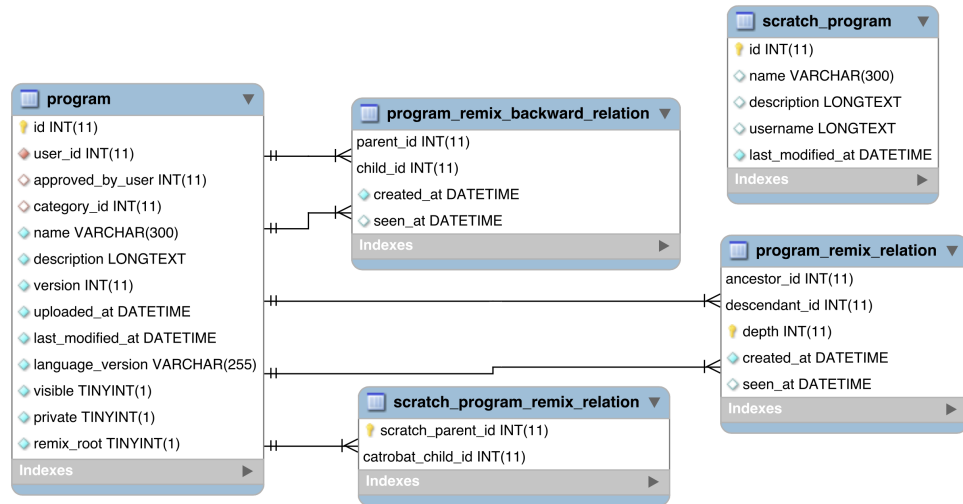 program
id INT(11)
user_id INT(11)
approved_by_user INT(11)
category_id INT(11)
name VARCHAR(300)
description LONGTEXT
version INT(11)
uploaded_at DATETIME
last_modified_at DATETIME
language_version VARCHAR(255)
visible TINYINT(1)
private TINYINT(1)
remix_root TINYINT(1)
Indexes
program_remix_backward_relation
parent_id INT(11)
child_id INT(11)
created_at DATETIME
seen_at DATETIME
Indexes
scratch_program
id INT(11)
name VARCHAR(300)
description LONGTEXT
username LONGTEXT
last_modified_at DATETIME
Indexes
program_remix_relation
ancestor_id INT(11)
descendant_id INT(11)
depth INT(11)
created_at DATETIME
seen_at DATETIME
Indexes
scratch_program_remix_relation
scratch_parent_id INT(11)
catrobat_child_id INT(11)
Indexes